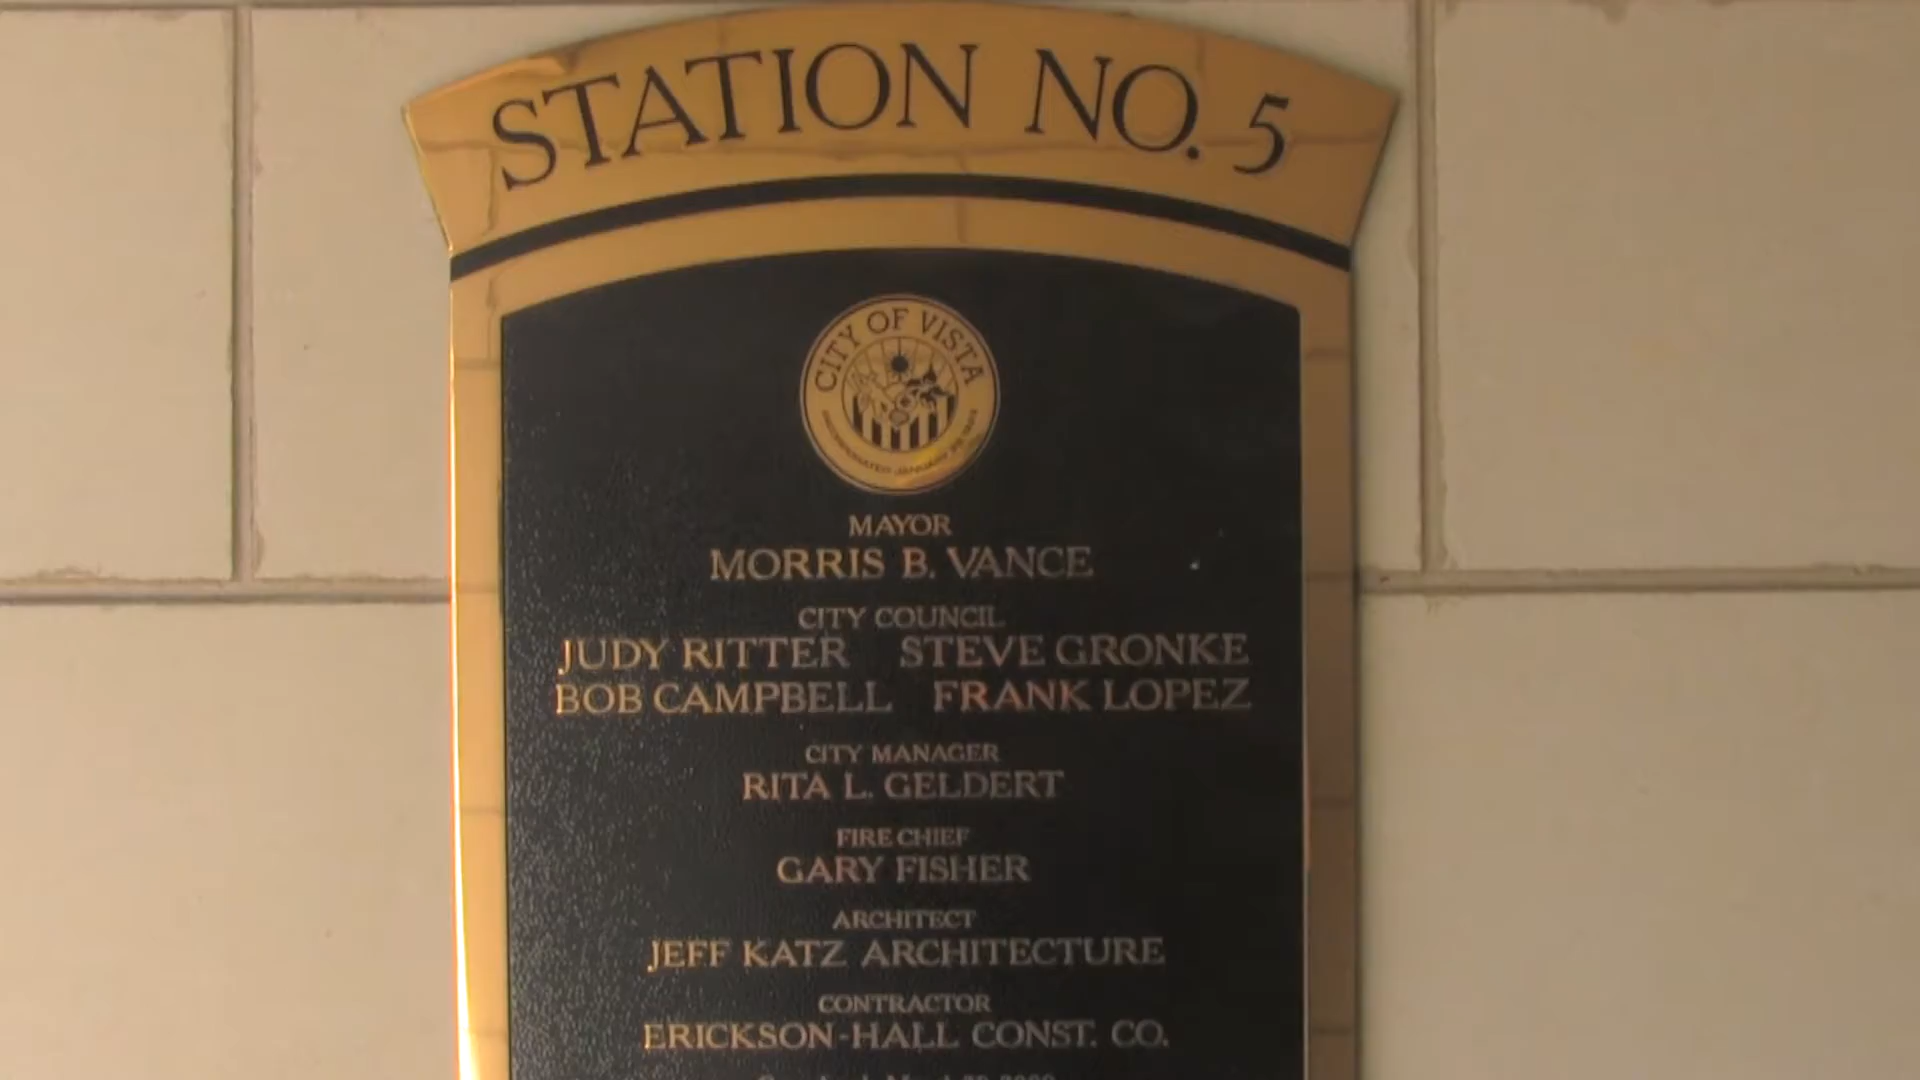 STATION NO. 5
CITY OF VISTA
MAYOR
MORRIS B. VANCE
CITY COUNCIL
JUDY RITTER STEVE GRONKE
BOB CAMPBELL FRANK LOPEZ
CITY MANAGER
RITA L. GELDERT
FIRE CHIEF
GARY FISHER
ARCHITECT
JEFF KATZ ARCHITECTURE
CONTRACTOR
ERICKSON-HALL CONST. CO.